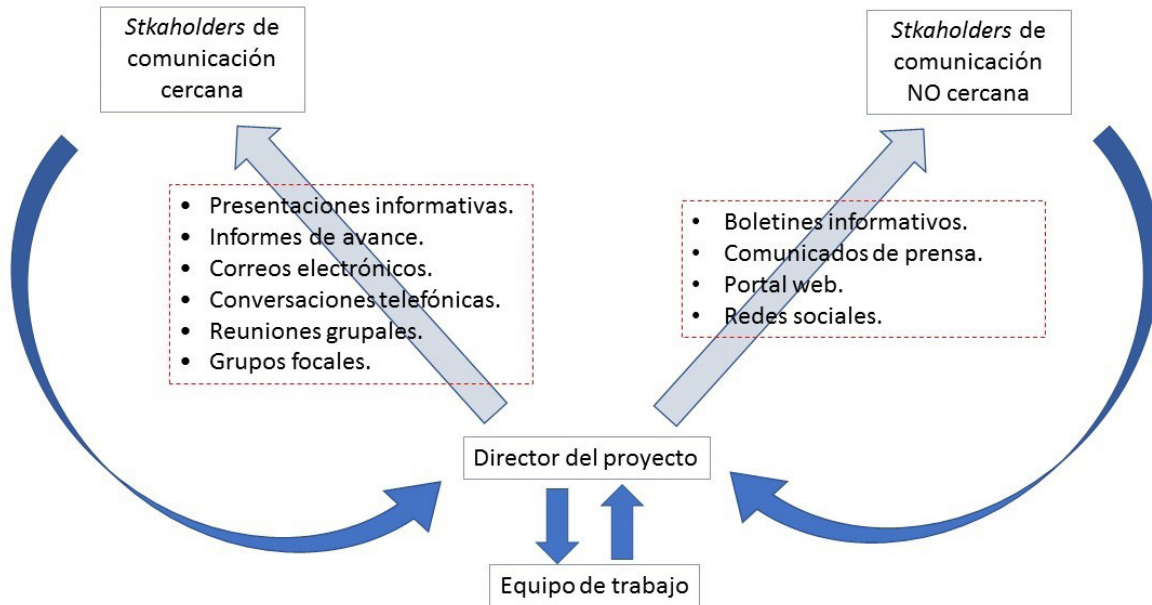 Stkaholders de
comunicación
cercana
Stkaholders de
comunicación
NO cercana
• Presentaciones informativas.
• Informes de avance.
• Correos electrónicos.
• Conversaciones telefónicas.
• Reuniones grupales.
• Grupos focales.
• Boletines informativos.
• Comunicados de prensa.
• Portal web.
• Redes sociales.
Director del proyecto
Equipo de trabajo